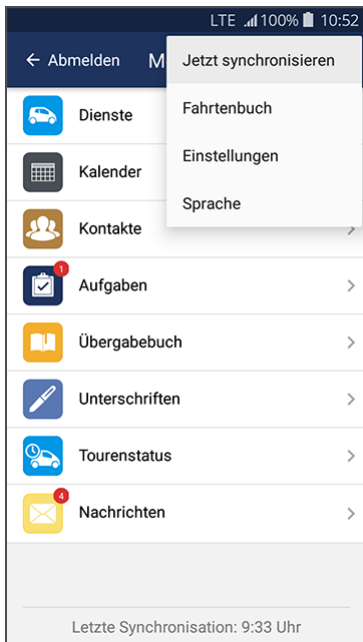 LTE 100% 10:52
Abmelden M
Jetzt synchronisieren
Fahrtenbuch
Einstellungen
Sprache
Dienste
Kalender
Kontakte
1
Aufgaben
Übergabebuch
Unterschriften
Tourenstatus
4
Nachrichten
Letzte Synchronisation: 9:33 Uhr